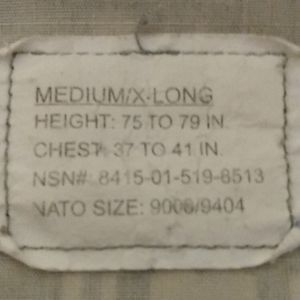 MEDIUM/X-LONG
HEIGHT: 75 TO 79 IN.
CHEST: 37 TO 41 IN.
NSN#: 8415-01-519-8513
NATO SIZE: 9006/9404